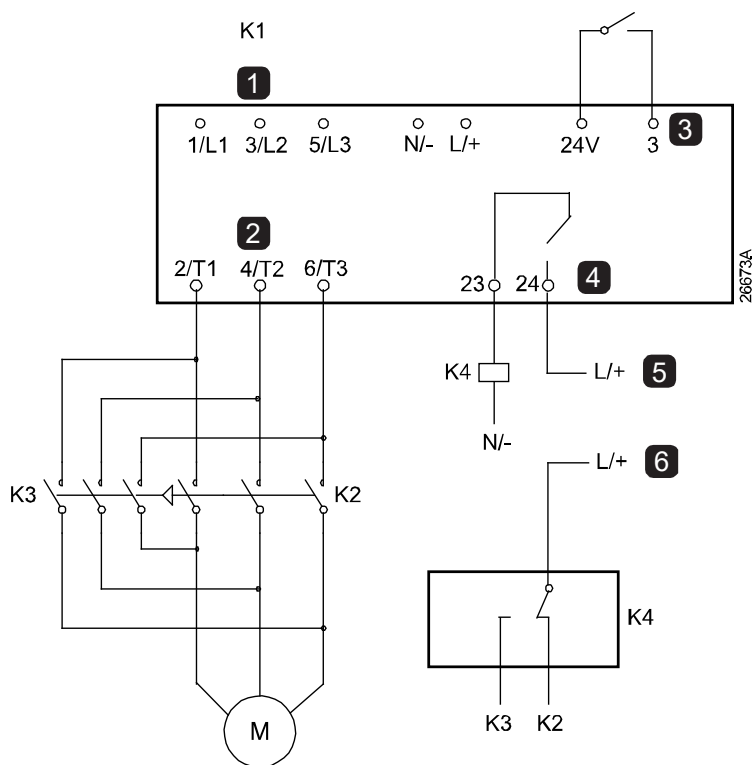 K1
1
1/L1 3/L2 5/L3 N/- L/+ 24V 3 3
2
2/T1 4/T2 6/T3
23 24 4
26673A
K4 L/+ 5
N/-
L/+ 6
K3 K2
K4
K3 K2
M